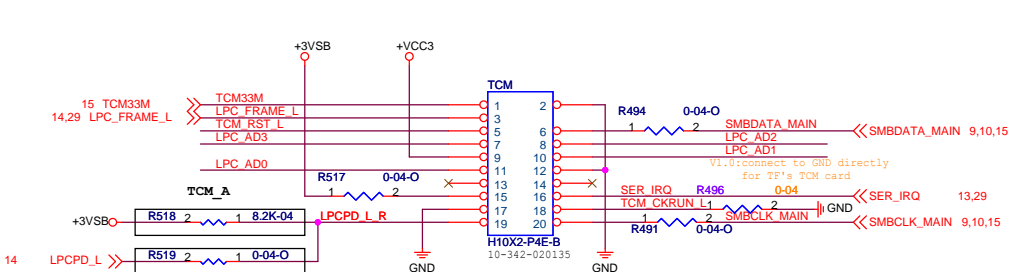 +3VSB +VCC3
TCM
15 TCM33M TCM33M 1 2
14,29 LPC_FRAME_L LPC_FRAME_L 3 R494 0-04-O
TCM_RST_L 5 6 1 2 SMBDATA_MAIN SMBDATA_MAIN 9,10,15
LPC_AD3 7 8 LPC_AD2
9 10 LPC_AD1
LPC_AD0 11 12 V1.0:connect to GND directly
R517 0-04-O 13 14 for TF's TCM card
TCM_A 1 2 15 16 SER_IRQ R496 0-04 SER_IRQ 13,29
17 18 TCM_CKRUN_L 1 2 GND
+3VSB R518 2 1 8.2K-04 LPCPD_L_R 19 20 1 2 SMBCLK_MAIN SMBCLK_MAIN 9,10,15
R491 0-04-O
H10X2-P4E-B
10-342-020135
14 LPCPD_L R519 2 1 0-04-O GND GND